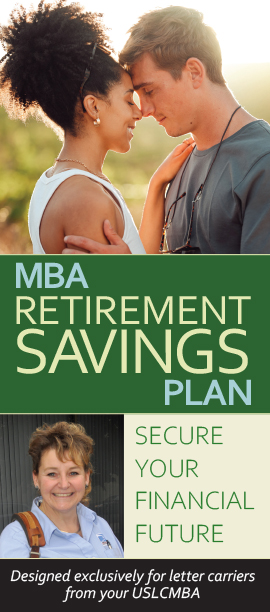 MBA
RETIREMENT
SAVINGS
PLAN
SECURE
YOUR
FINANCIAL
FUTURE
Designed exclusively for letter carriers
from your USLCMBA